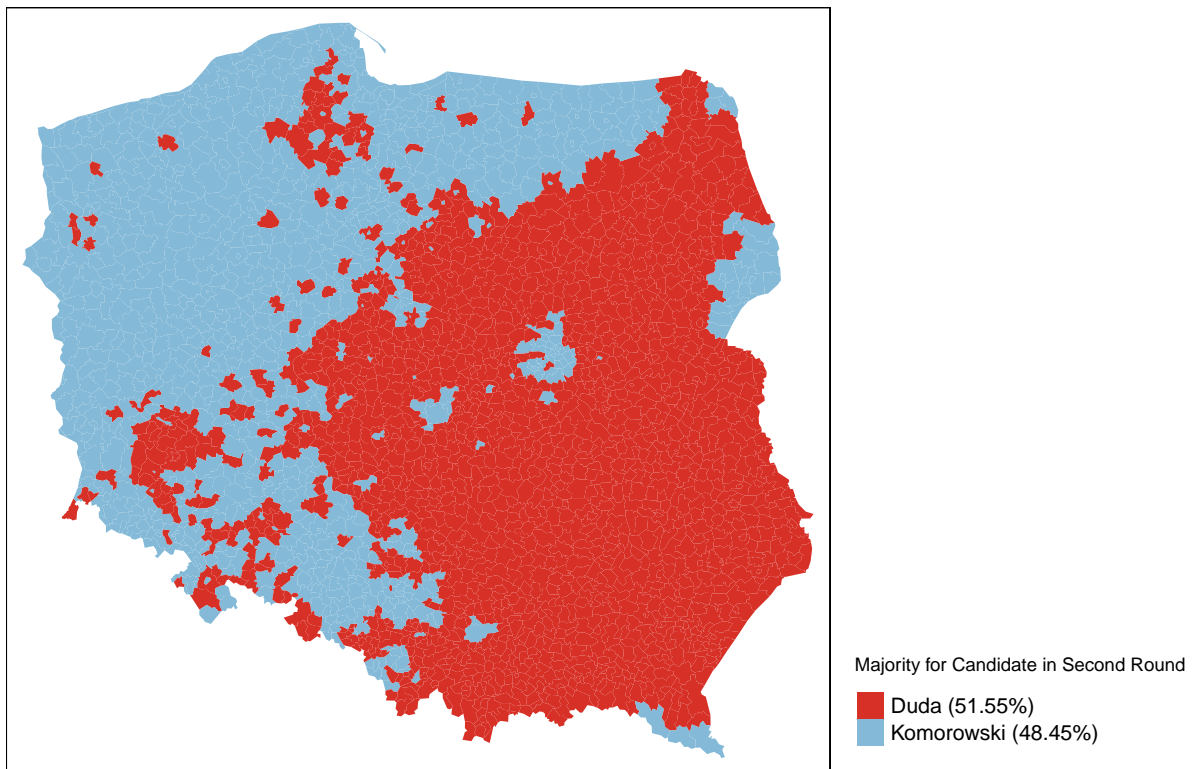 Majority for Candidate in Second Round
Duda (51.55%)
Komorowski (48.45%)